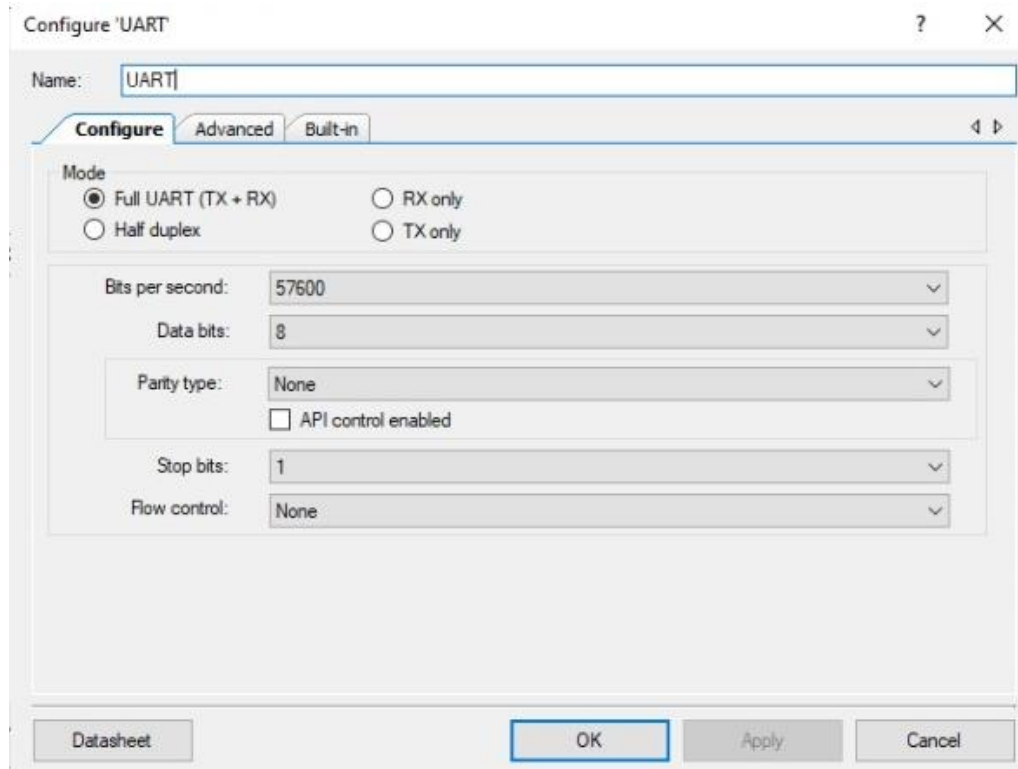 Configure 'UART'
?
Name: UART
Configure Advanced Built-in
Mode
Full UART (TX + RX) RX only
Half duplex TX only
Bits per second: 57600
Data bits: 8
Parity type: None
API control enabled
Stop bits: 1
Flow control: None
Datasheet OK Apply Cancel